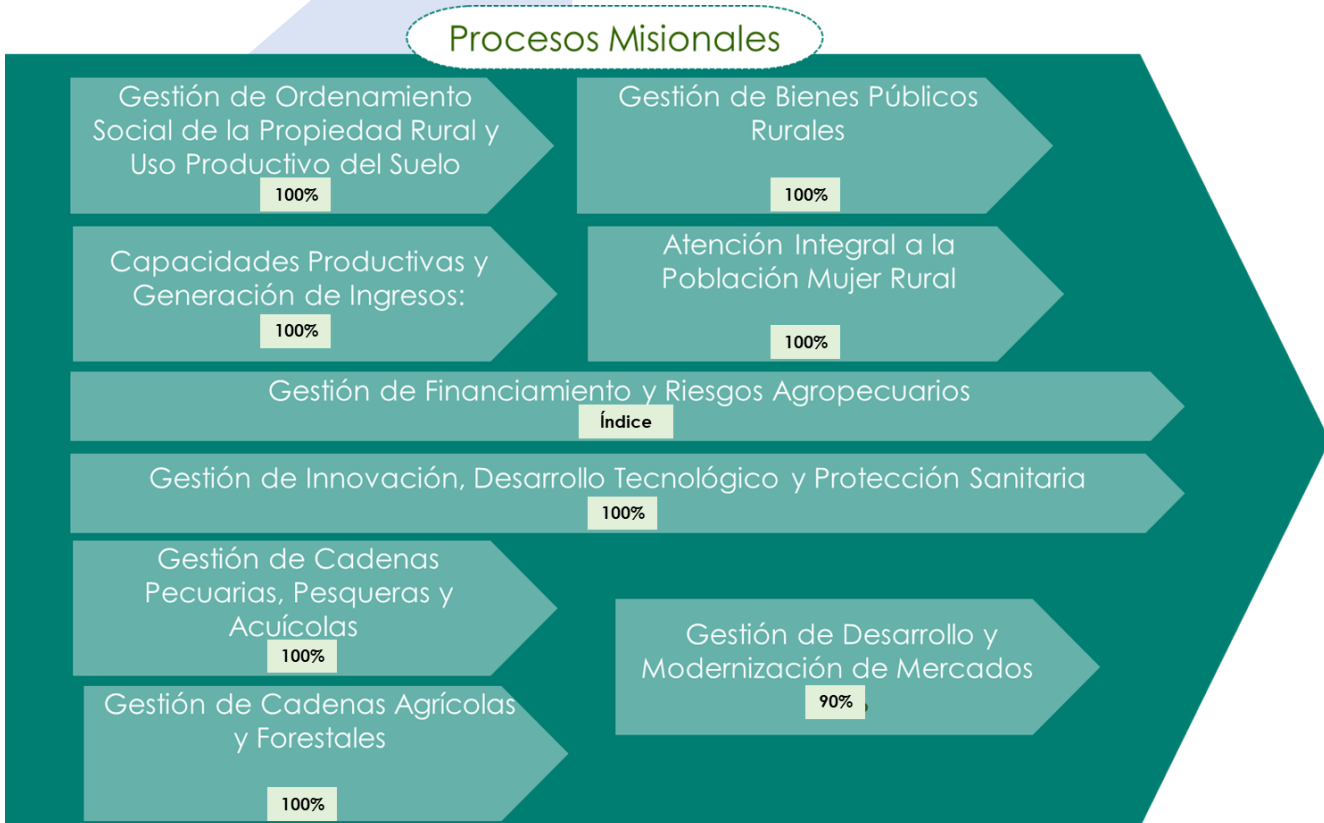 Procesos Misionales
Gestión de Ordenamiento
Social de la Propiedad Rural y
Uso Productivo del Suelo
100%
Gestión de Bienes Públicos
Rurales
100%
Capacidades Productivas y
Generación de Ingresos:
100%
Atención Integral a la
Población Mujer Rural
100%
Gestión de Financiamiento y Riesgos Agropecuarios
Índice
Gestión de Innovación, Desarrollo Tecnológico y Protección Sanitaria
100%
Gestión de Cadenas
Pecuarias, Pesqueras y
Acuícolas
100%
Gestión de Desarrollo y
Modernización de Mercados
90%
Gestión de Cadenas Agrícolas
y Forestales
100%